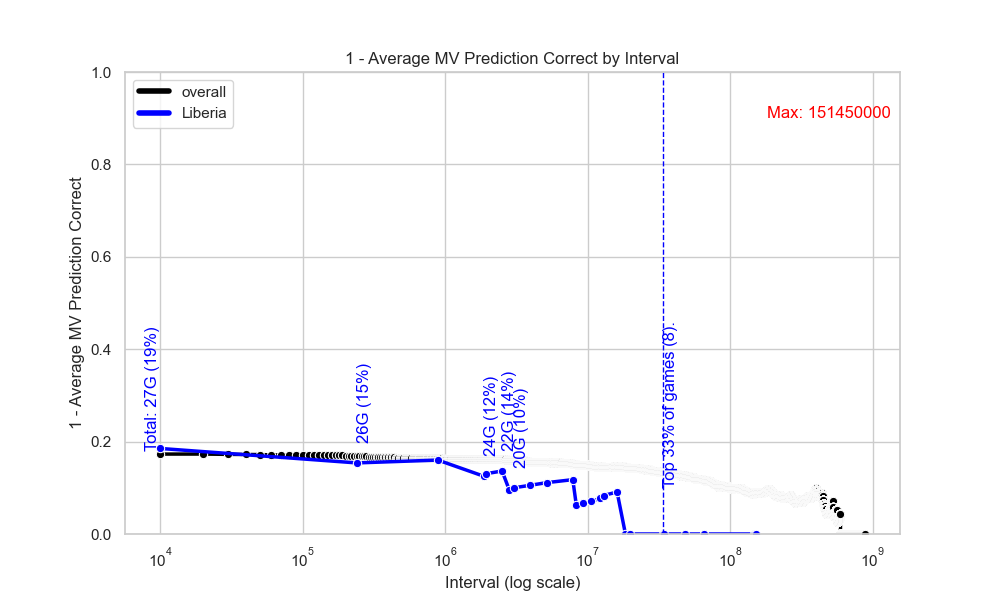 1 - Average MV Prediction Correct by Interval
1 - Average MV Prediction Correct
1.0
0.8
0.6
0.4
0.2
0.0
overall
Liberia
Max: 151450000
Total: 27G (19%)
26G (15%)
24G (12%)
22G (14%)
20G (10%)
Top 33% of games (8).
10^4
10^5
10^6
10^7
10^8
10^9
Interval (log scale)